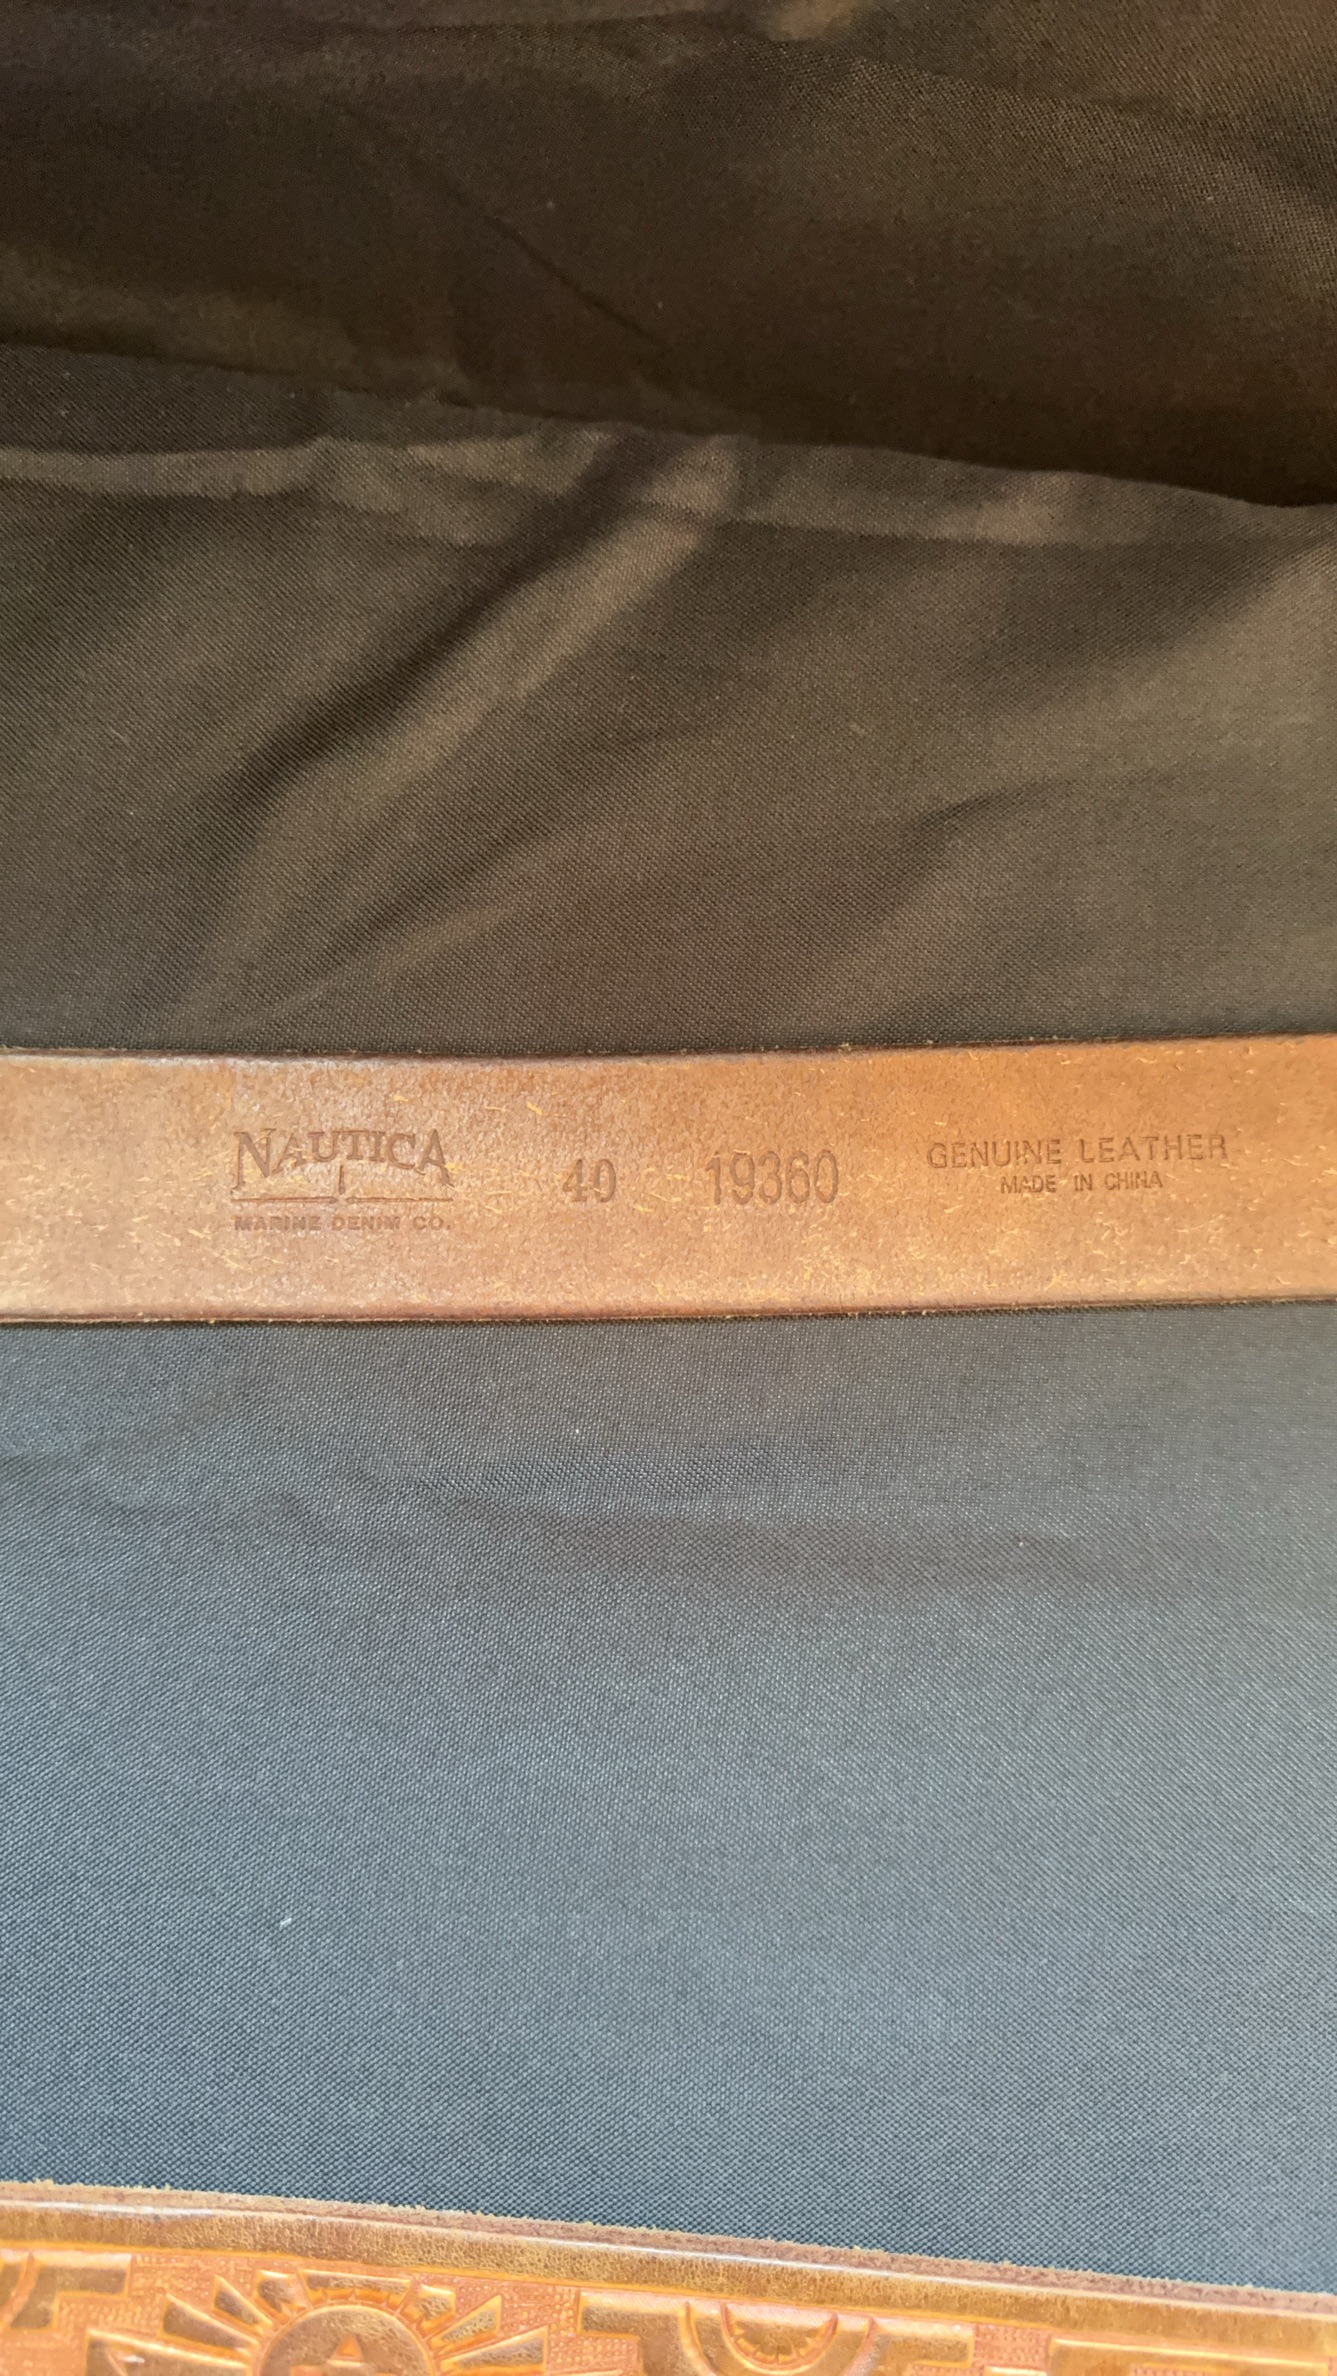 NAUTICA
MARINE DENIM CO.
40
19360
GENUINE LEATHER
MADE IN CHINA